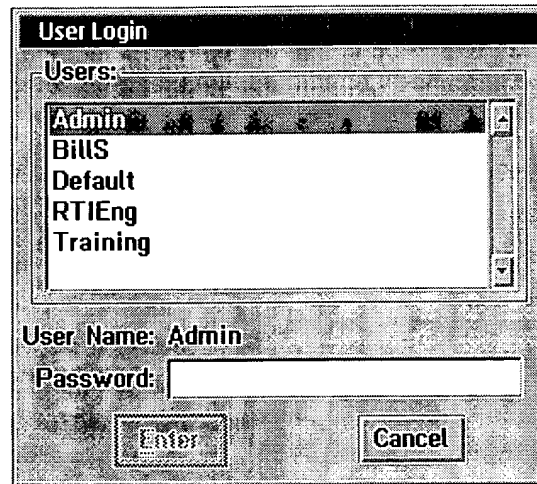 User Login
Users:
Admin
BillS
Default
RTIEng
Training
User Name: Admin
Password:
Enter
Cancel